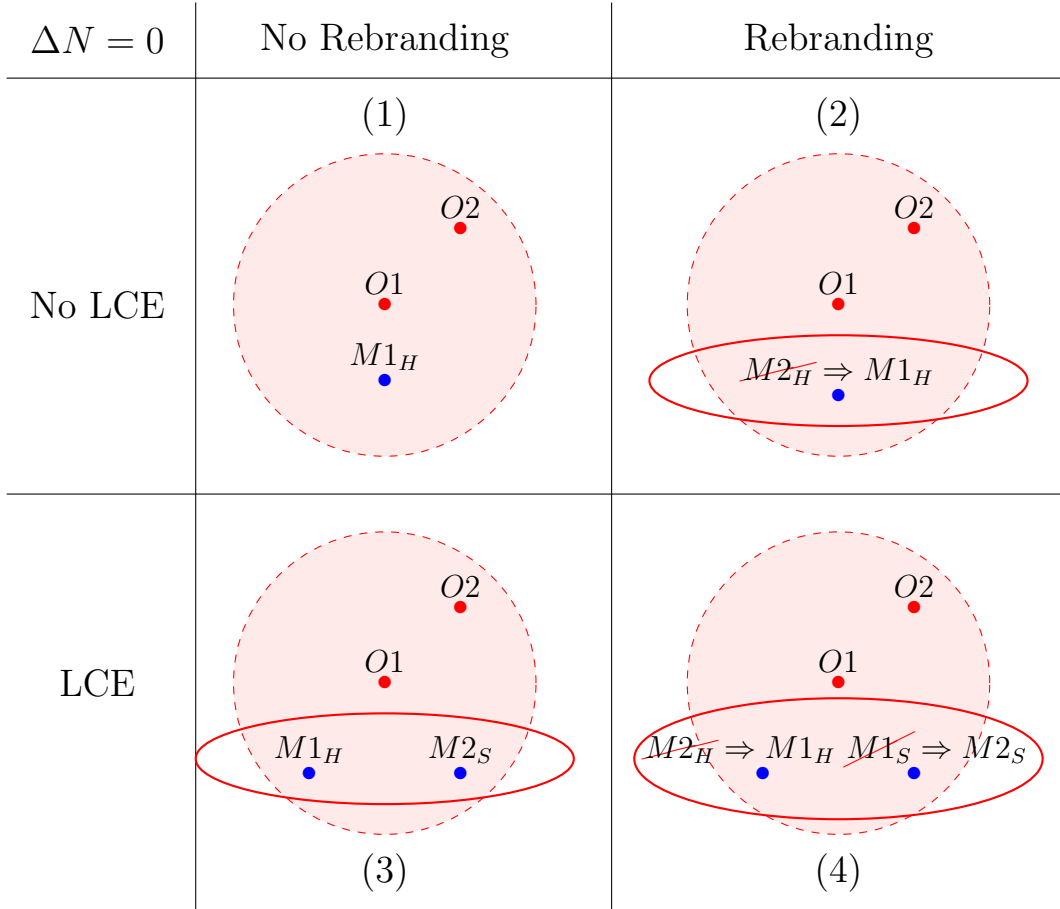 ΔN = 0 No Rebranding Rebranding
(1) (2)
O2 O2
No LCE O1 O1
M1_H M2_H ⇒ M1_H
O2 O2
LCE O1 O1
M1_H M2_S M2_H ⇒ M1_H M1_S ⇒ M2_S
(3) (4)